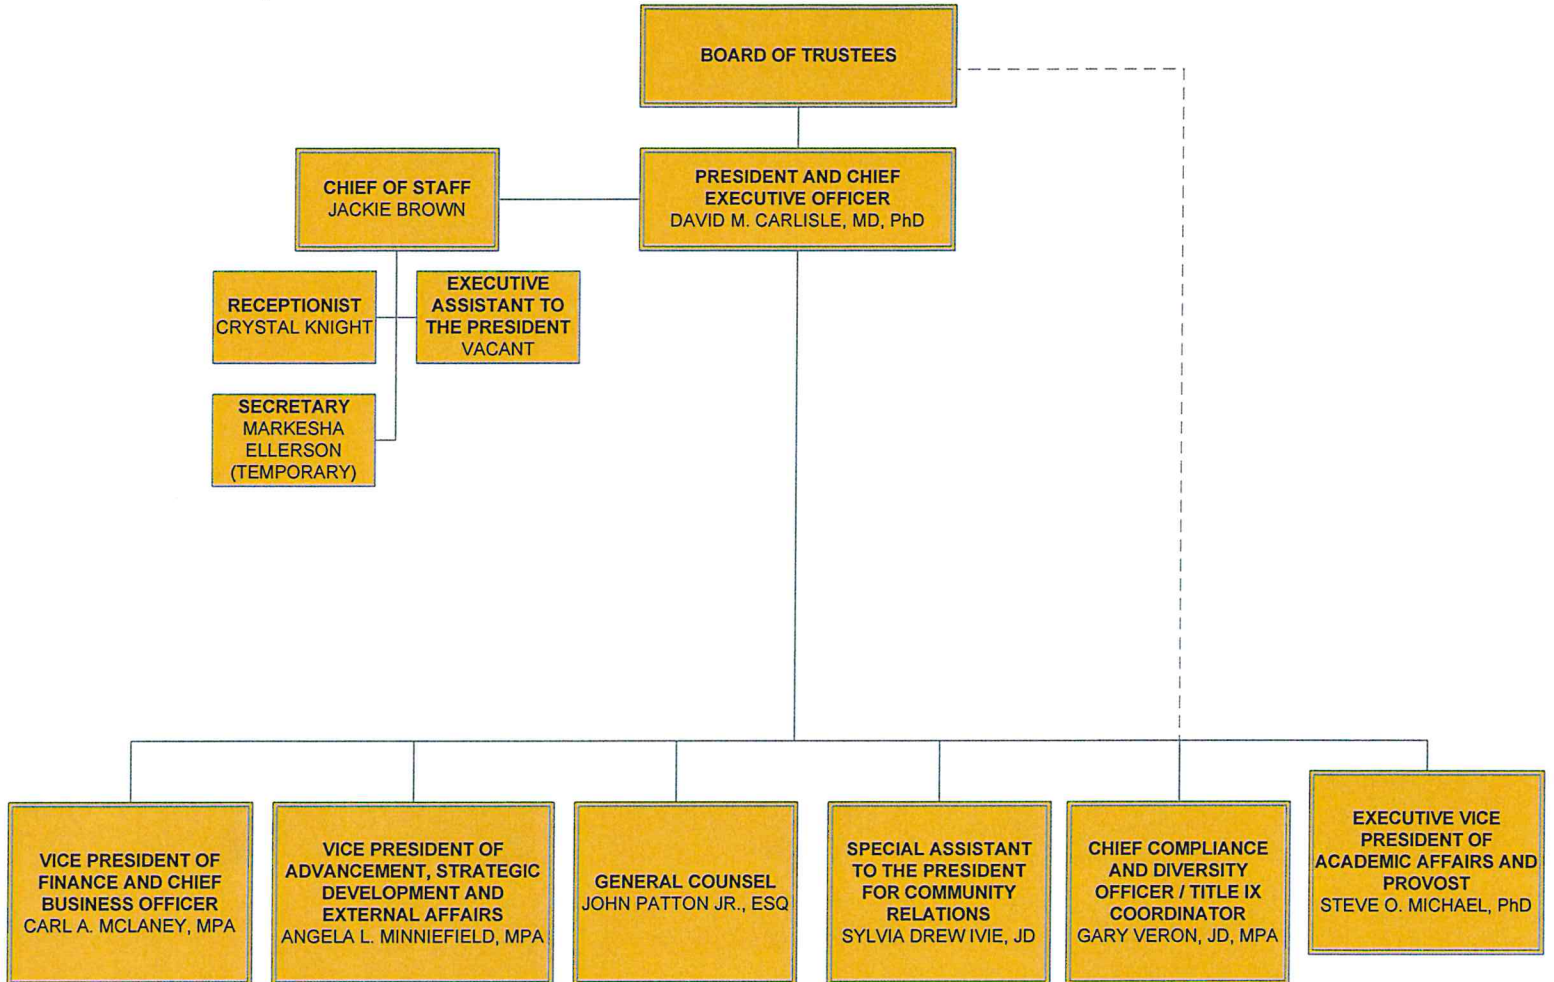 BOARD OF TRUSTEES
CHIEF OF STAFF
JACKIE BROWN
PRESIDENT AND CHIEF
EXECUTIVE OFFICER
DAVID M. CARLISLE, MD, PhD
RECEPTIONIST
CRYSTAL KNIGHT
EXECUTIVE
ASSISTANT TO
THE PRESIDENT
VACANT
SECRETARY
MARKESHA
ELLERSON
(TEMPORARY)
VICE PRESIDENT OF
FINANCE AND CHIEF
BUSINESS OFFICER
CARL A. MCLANEY, MPA
VICE PRESIDENT OF
ADVANCEMENT, STRATEGIC
DEVELOPMENT AND
EXTERNAL AFFAIRS
ANGELA L. MINNIEFIELD, MPA
GENERAL COUNSEL
JOHN PATTON JR., ESQ
SPECIAL ASSISTANT
TO THE PRESIDENT
FOR COMMUNITY
RELATIONS
SYLVIA DREW IVIE, JD
CHIEF COMPLIANCE
AND DIVERSITY
OFFICER / TITLE IX
COORDINATOR
GARY VERON, JD, MPA
EXECUTIVE VICE
PRESIDENT OF
ACADEMIC AFFAIRS AND
PROVOST
STEVE O. MICHAEL, PhD